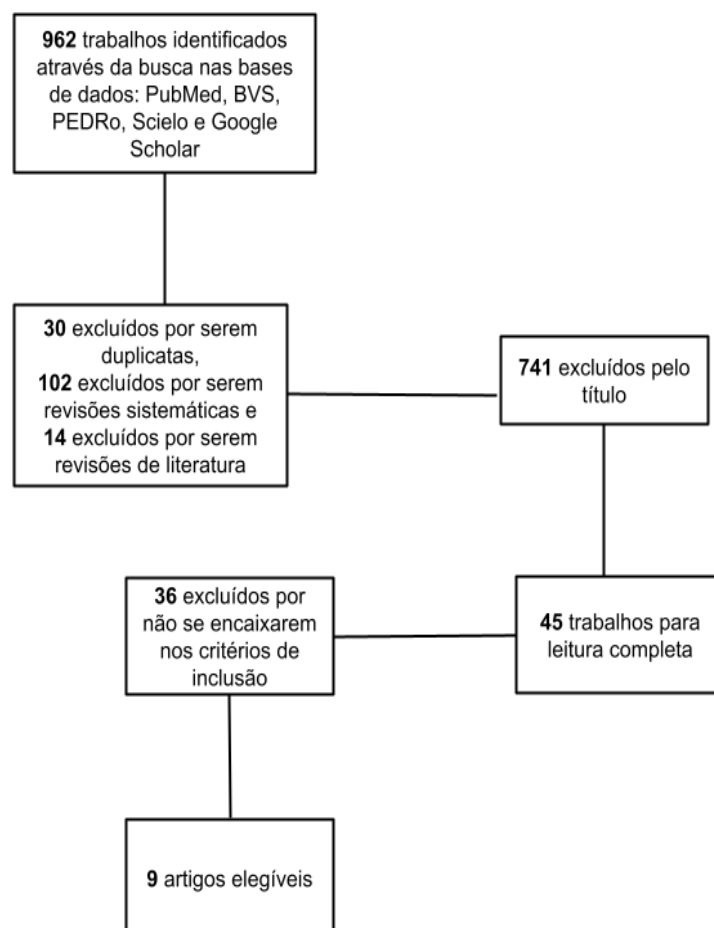 962 trabalhos identificados
através da busca nas bases
de dados: PubMed, BVS,
PEDRo, Scielo e Google
Scholar
30 excluídos por serem
duplicatas,
102 excluídos por serem
revisões sistemáticas e
14 excluídos por serem
revisões de literatura
741 excluídos pelo
título
45 trabalhos para
leitura completa
36 excluídos por
não se encaixarem
nos critérios de
inclusão
9 artigos elegíveis